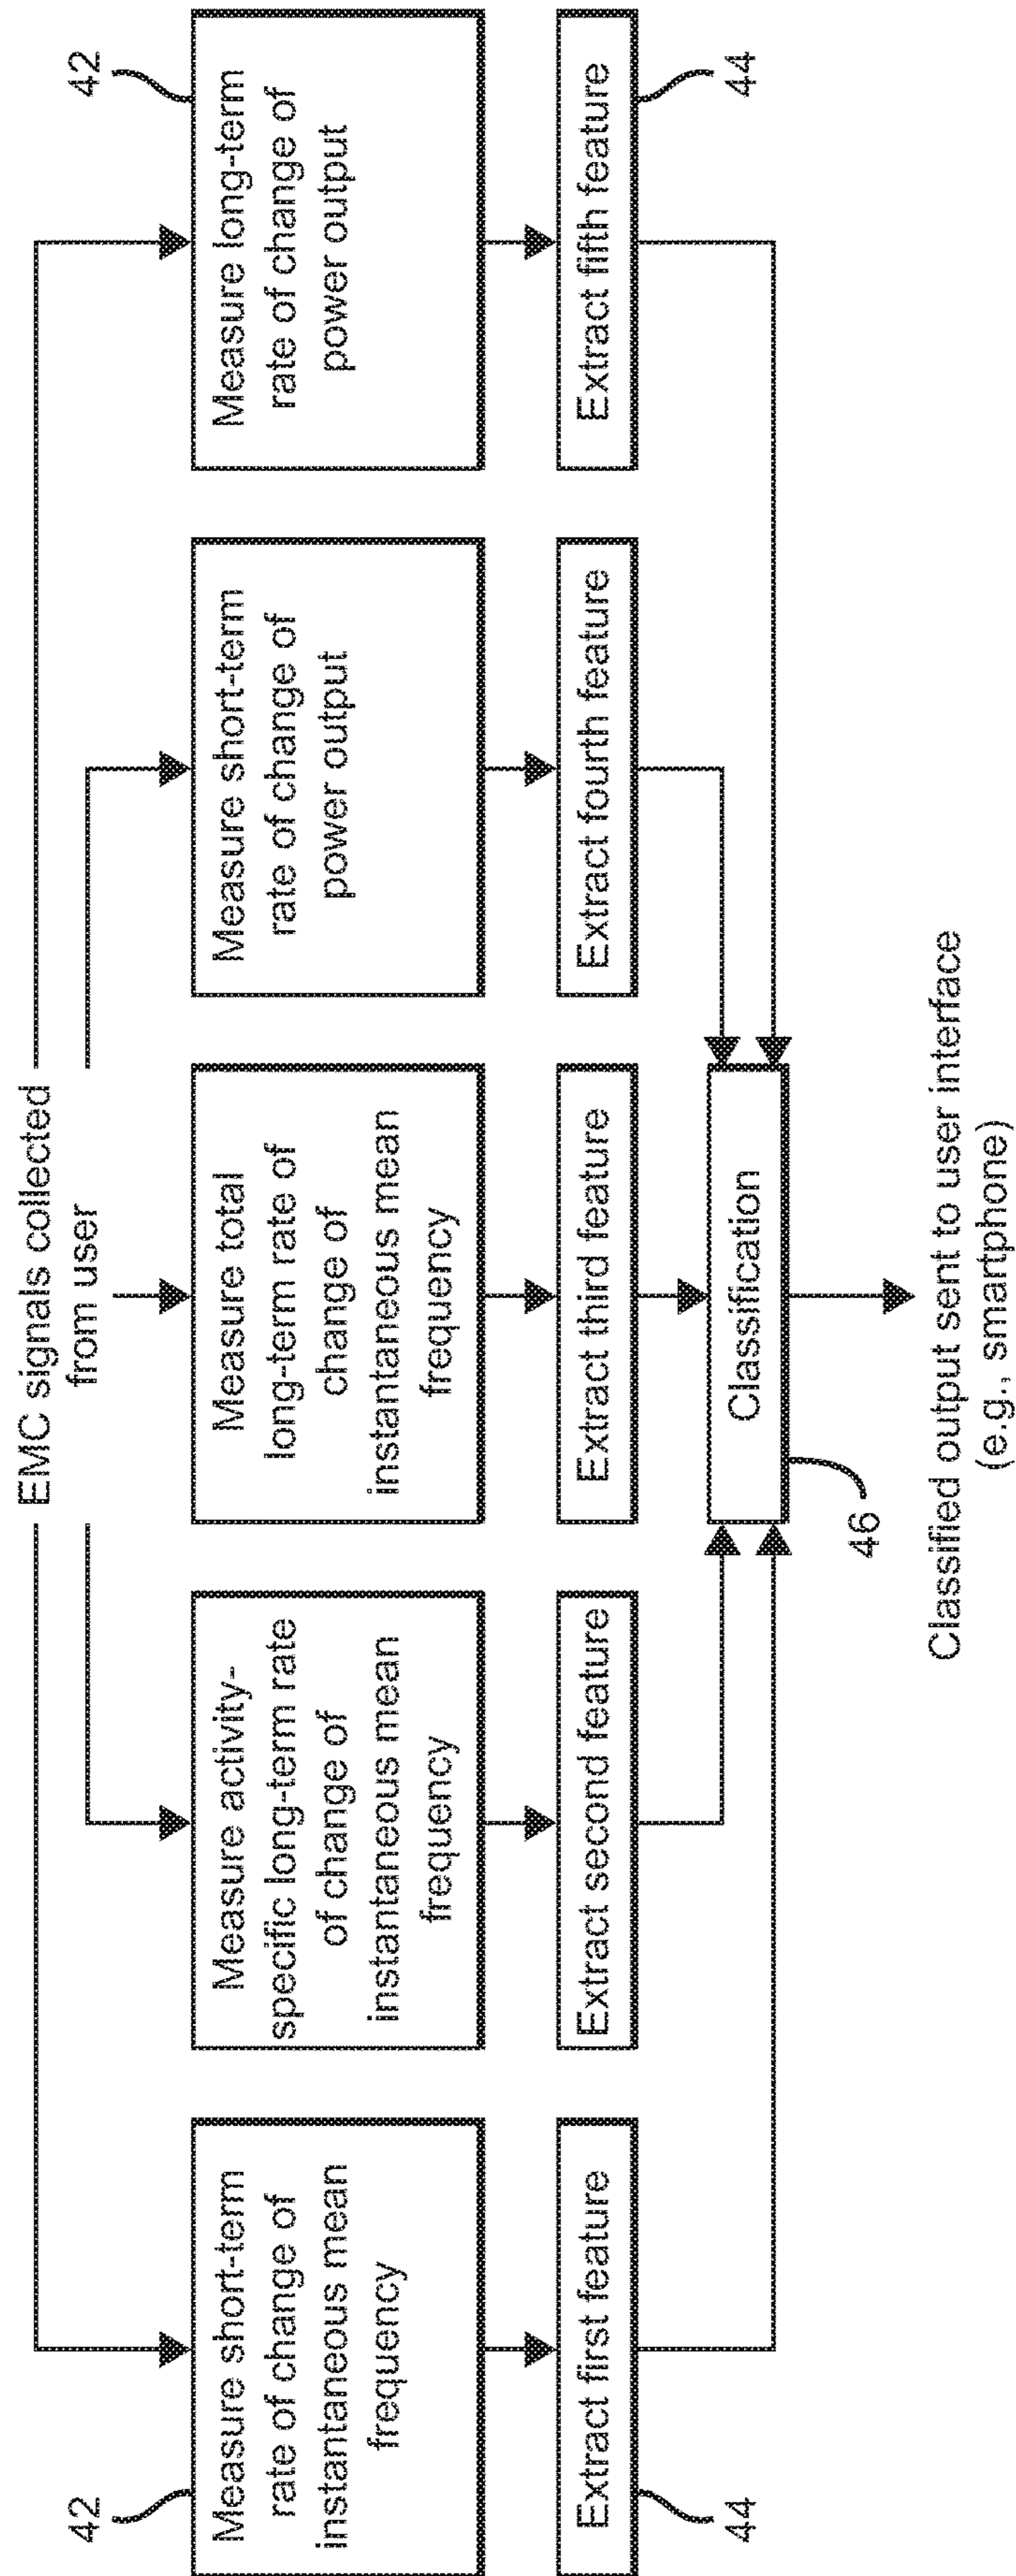 EMC signals collected
from user
42
Measure short-term
rate of change of
instantaneous mean
frequency
Measure activity-
specific long-term rate
of change of
instantaneous mean
frequency
Measure total
long-term rate of
change of
instantaneous mean
frequency
Measure short-term
rate of change of
power output
42
Measure long-term
rate of change of
power output
44
Extract first feature
Extract second feature
Extract third feature
Extract fourth feature
Extract fifth feature
44
Classification
46
Classified output sent to user interface
(e.g., smartphone)